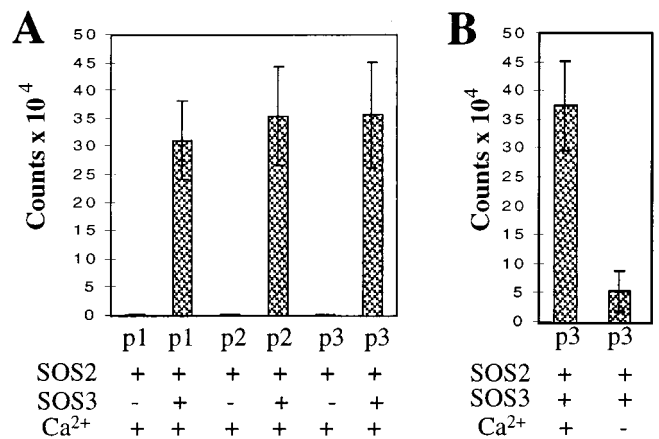 A
Counts x 10^4
50
45
40
35
30
25
20
15
10
5
0
p1 p1 p2 p2 p3 p3
SOS2 + + + + + +
SOS3 - + - + - +
Ca²⁺ + + + + + +
B
Counts x 10^4
50
45
40
35
30
25
20
15
10
5
0
p3 p3
SOS2 + +
SOS3 + +
Ca²⁺ + -